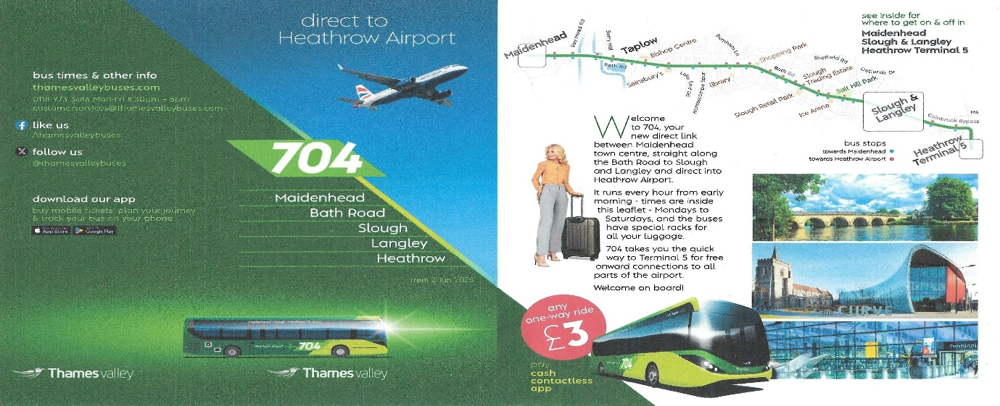 bus times & other info
thamesvalleybuses.com
0118 973 3486 Mon-Fri 8.30am - 5pm
customerservices@thamesvalleybuses.com
like us
/thamesvalleybuses
follow us
@thamesvalleybuses
download our app
buy mobile tickets, plan your journey
& track your bus on your phone
App Store
Google Play
Thames valley
direct to
Heathrow Airport
704
Maidenhead
Bath Road
Slough
Langley
Heathrow
from 2 Jun 2025
Heathrow Airport
704
Thames valley
see inside for
where to get on & off in
Maidenhead
Slough & Langley
Heathrow Terminal 5
Maidenhead
Ray Mead Rd
Berry Hill
Taplow
Bath Rd
Bishop Centre
Sainsbury's
Lake End Rd
Huntercombe Spur
Burnham Ln
library
Shopping Park
Bath Rd
Sheffield Rd
Slough
Trading Estate
Oatlands Dr
Salt Hill Park
Slough Retail Park
Ice Arena
Slough &
Langley
Colnbrook Bypass
M4
Heathrow
Terminal 5
bus stops
towards Maidenhead
towards Heathrow Airport
Welcome
to 704, your
new direct link
between Maidenhead
town centre, straight along
the Bath Road to Slough
and Langley and direct into
Heathrow Airport.
It runs every hour from early
morning - times are inside
this leaflet - Mondays to
Saturdays, and the buses
have special racks for
all your luggage.
704 takes you the quick
way to Terminal 5 for free
onward connections to all
parts of the airport.
Welcome on board!
any
one-way ride
£3
pay
cash
contactless
app
704
Thames
CURVE